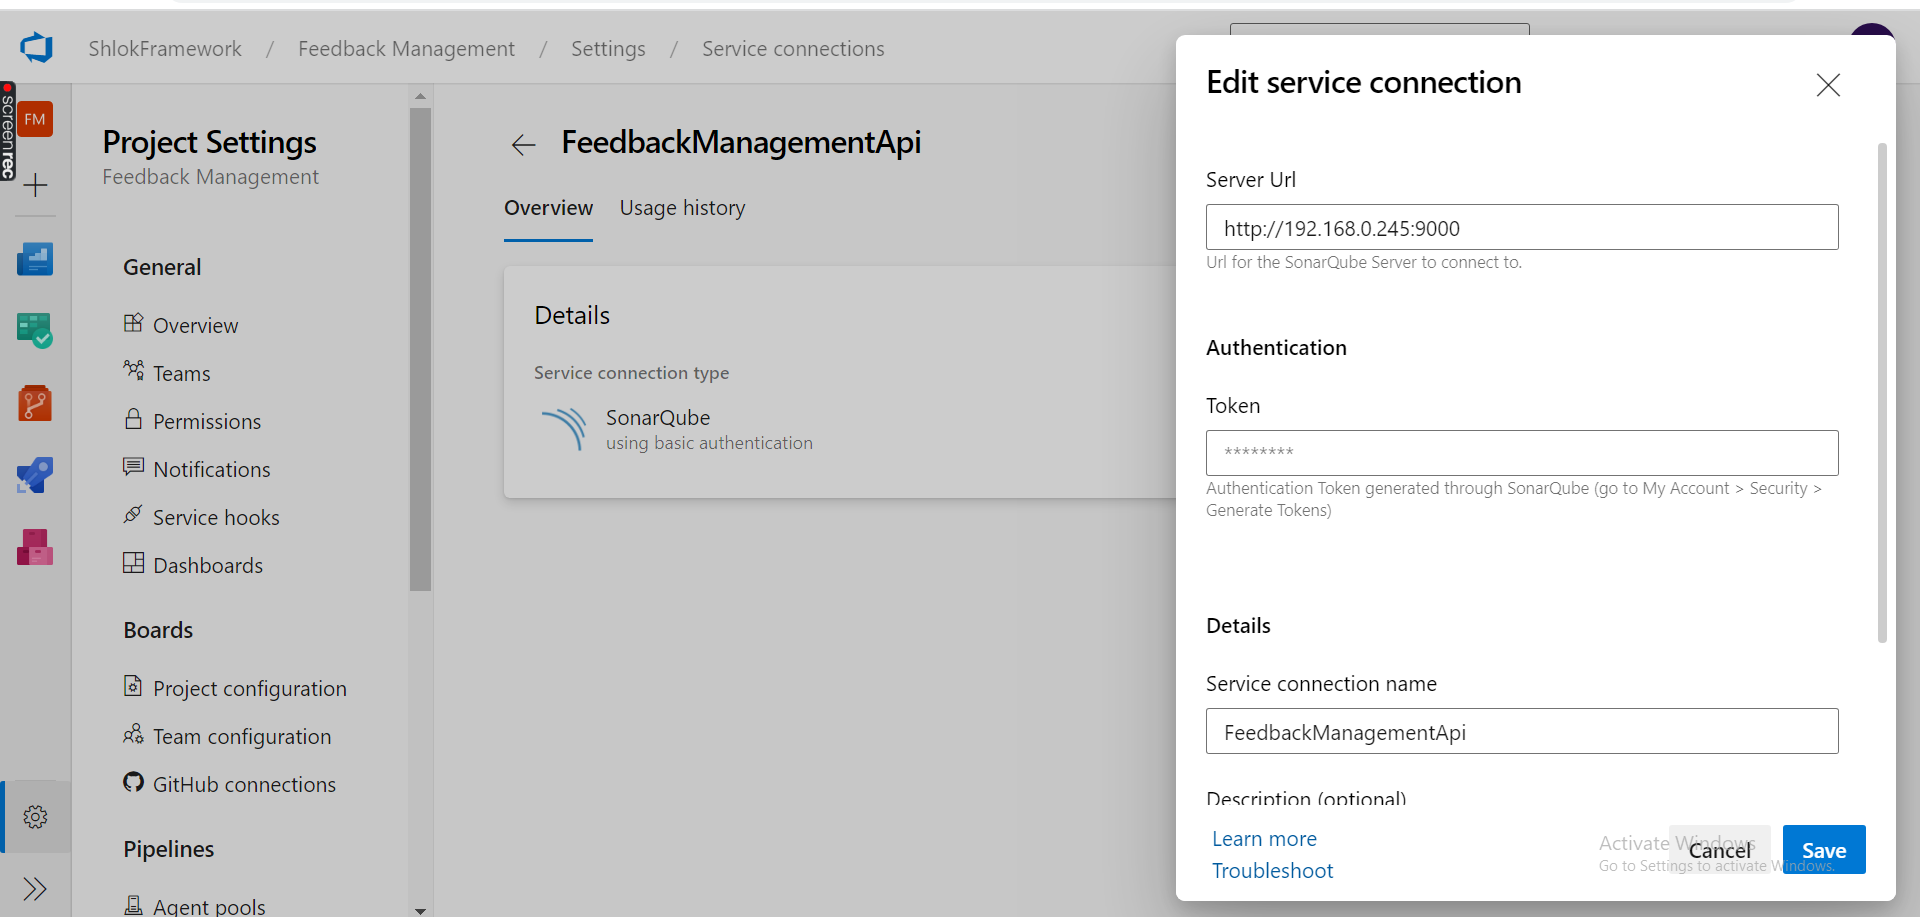 ShlokFramework / Feedback Management / Settings / Service connections
screenrec
FM
Project Settings
Feedback Management
General
Overview
Teams
Permissions
Notifications
Service hooks
Dashboards
Boards
Project configuration
Team configuration
GitHub connections
Pipelines
Agent pools
FeedbackManagementApi
Overview Usage history
Details
Service connection type
SonarQube
using basic authentication
Edit service connection
Server Url
http://192.168.0.245:9000
Url for the SonarQube Server to connect to.
Authentication
Token
********
Authentication Token generated through SonarQube (go to My Account > Security >
Generate Tokens)
Details
Service connection name
FeedbackManagementApi
Description (optional)
Learn more
Troubleshoot
Activate Windows
Go to Settings to activate Windows.
Cancel
Save